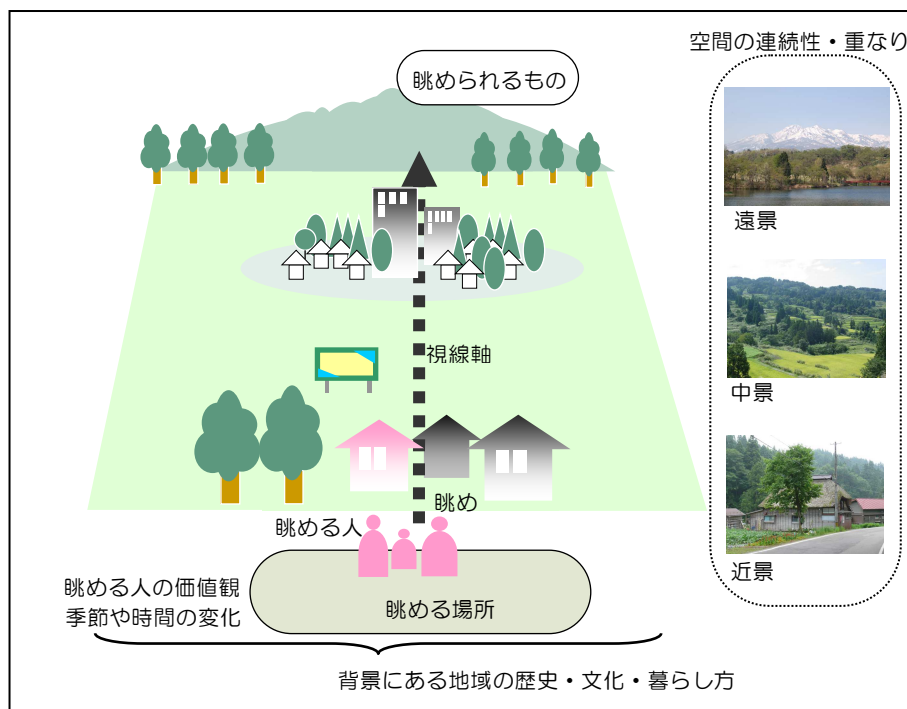 空間の連続性・重なり
眺められるもの
遠景
視線軸
中景
眺め
眺める人
近景
眺める人の価値観
季節や時間の変化
眺める場所
背景にある地域の歴史・文化・暮らし方